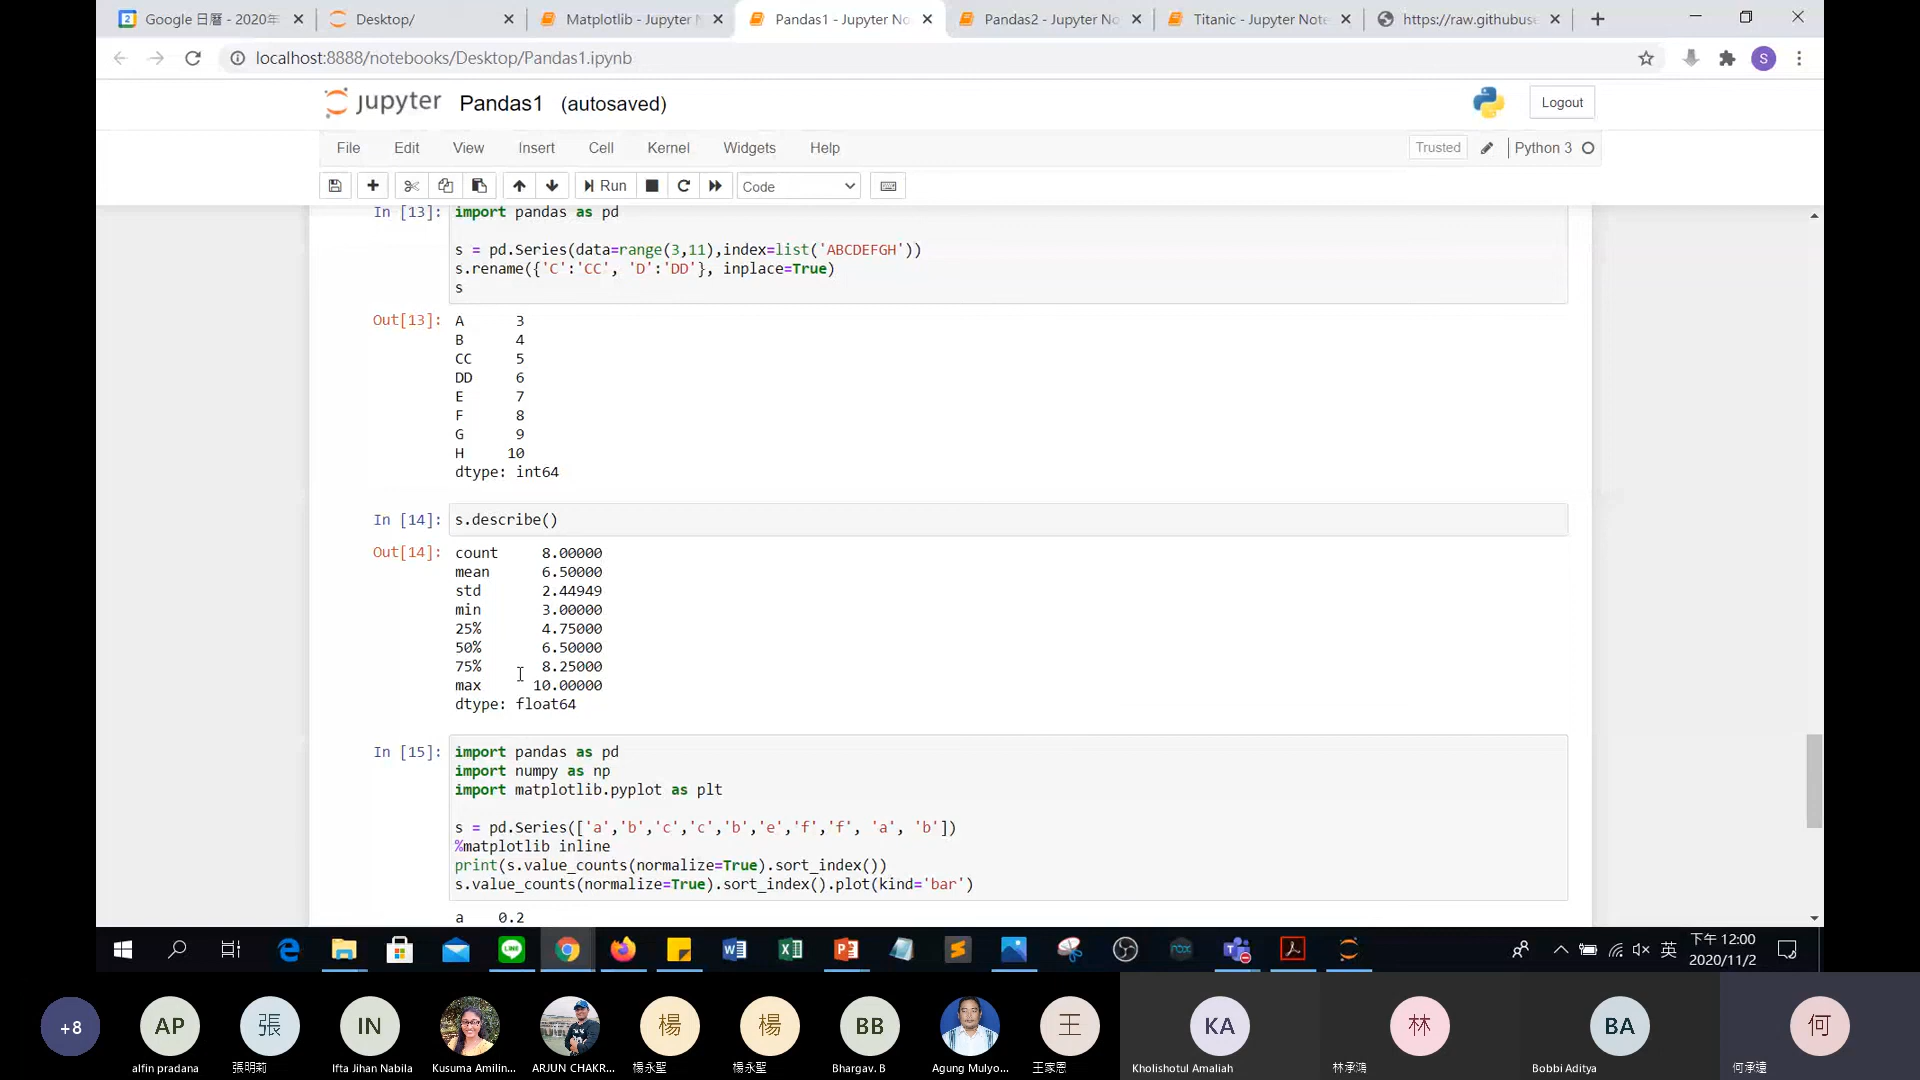 Google 日曆 - 2020年
Desktop/
Matplotlib - Jupyter N
Pandas1 - Jupyter No
Pandas2 - Jupyter No
Titanic - Jupyter Note
https://raw.githubuse
localhost:8888/notebooks/Desktop/Pandas1.ipynb
S
jupyter Pandas1 (autosaved)
Logout
File Edit View Insert Cell Kernel Widgets Help
Trusted Python 3
Run Code
In [13]: import pandas as pd
s = pd.Series(data=range(3,11),index=list('ABCDEFGH'))
s.rename({'C':'CC', 'D':'DD'}, inplace=True)
s
Out[13]: A 3
B 4
CC 5
DD 6
E 7
F 8
G 9
H 10
dtype: int64
In [14]: s.describe()
Out[14]: count 8.00000
mean 6.50000
std 2.44949
min 3.00000
25% 4.75000
50% 6.50000
75% 8.25000
max 10.00000
dtype: float64
In [15]: import pandas as pd
import numpy as np
import matplotlib.pyplot as plt
s = pd.Series(['a','b','c','c','b','e','f','f', 'a', 'b'])
%matplotlib inline
print(s.value_counts(normalize=True).sort_index())
s.value_counts(normalize=True).sort_index().plot(kind='bar')
a 0.2
英
下午 12:00
2020/11/2
+8 AP 張 IN 楊 楊 BB 王 KA 林 BA 何
alfin pradana 張明莉 Ifta Jihan Nabila Kusuma Amilin... ARJUN CHAKR... 楊永聖 楊永聖 Bhargav. B Agung Mulyo... 王家恩 Kholishotul Amaliah 林承鴻 Bobbi Aditya 何承遠